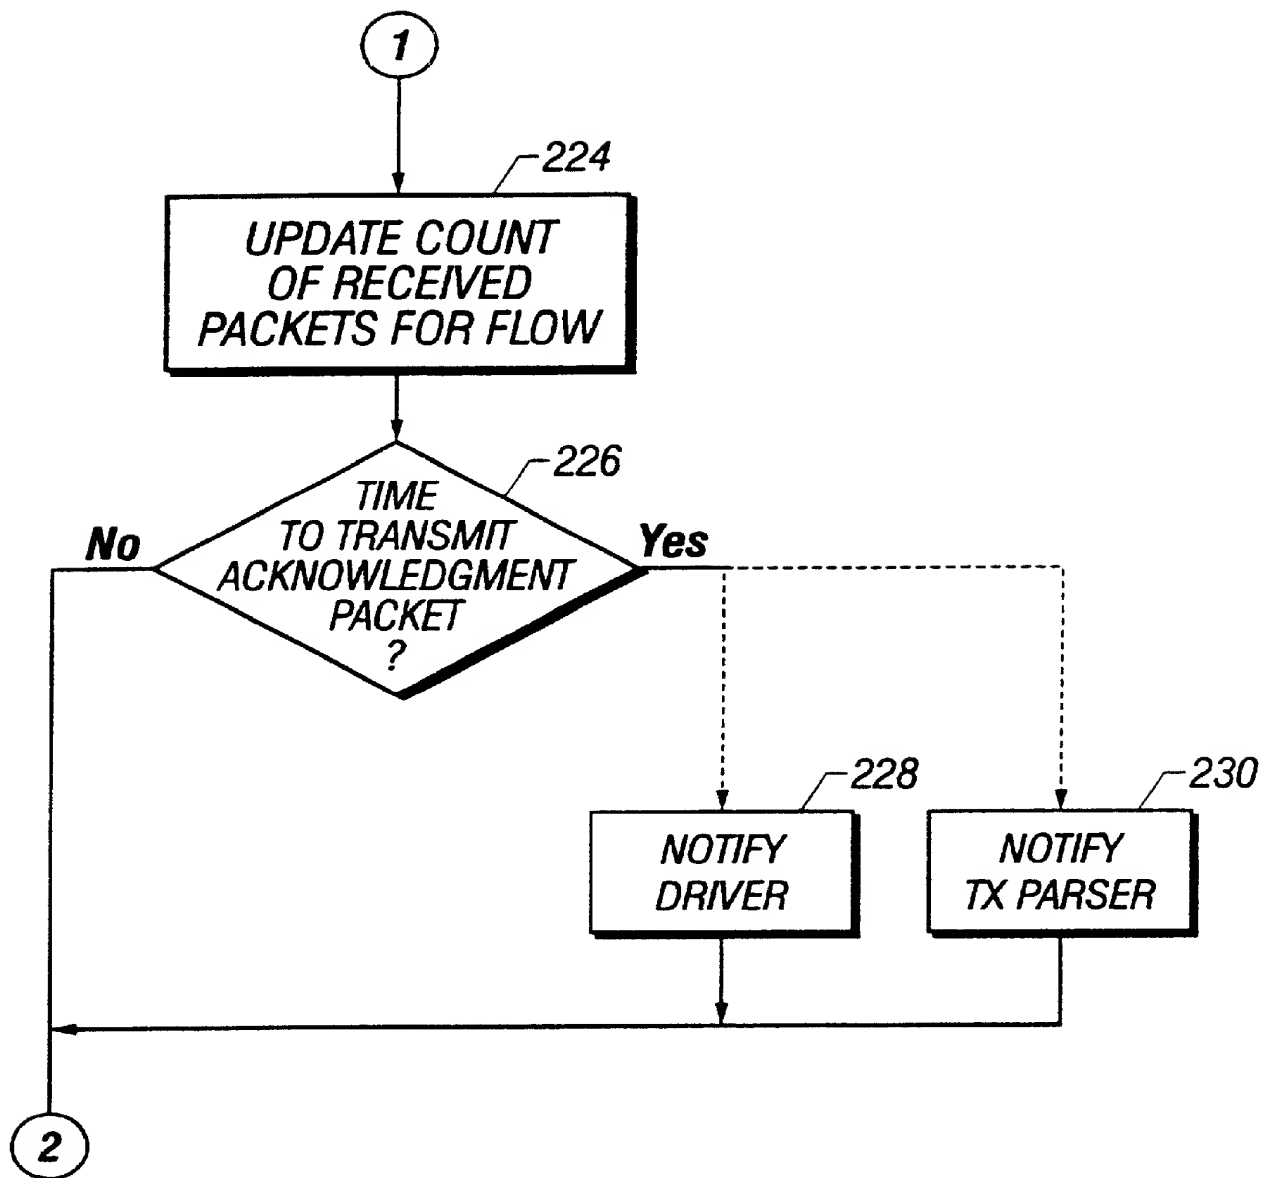 1
224
UPDATE COUNT
OF RECEIVED
PACKETS FOR FLOW
226
TIME
TO TRANSMIT
ACKNOWLEDGMENT
PACKET
?
No
Yes
228
NOTIFY
DRIVER
230
NOTIFY
TX PARSER
2